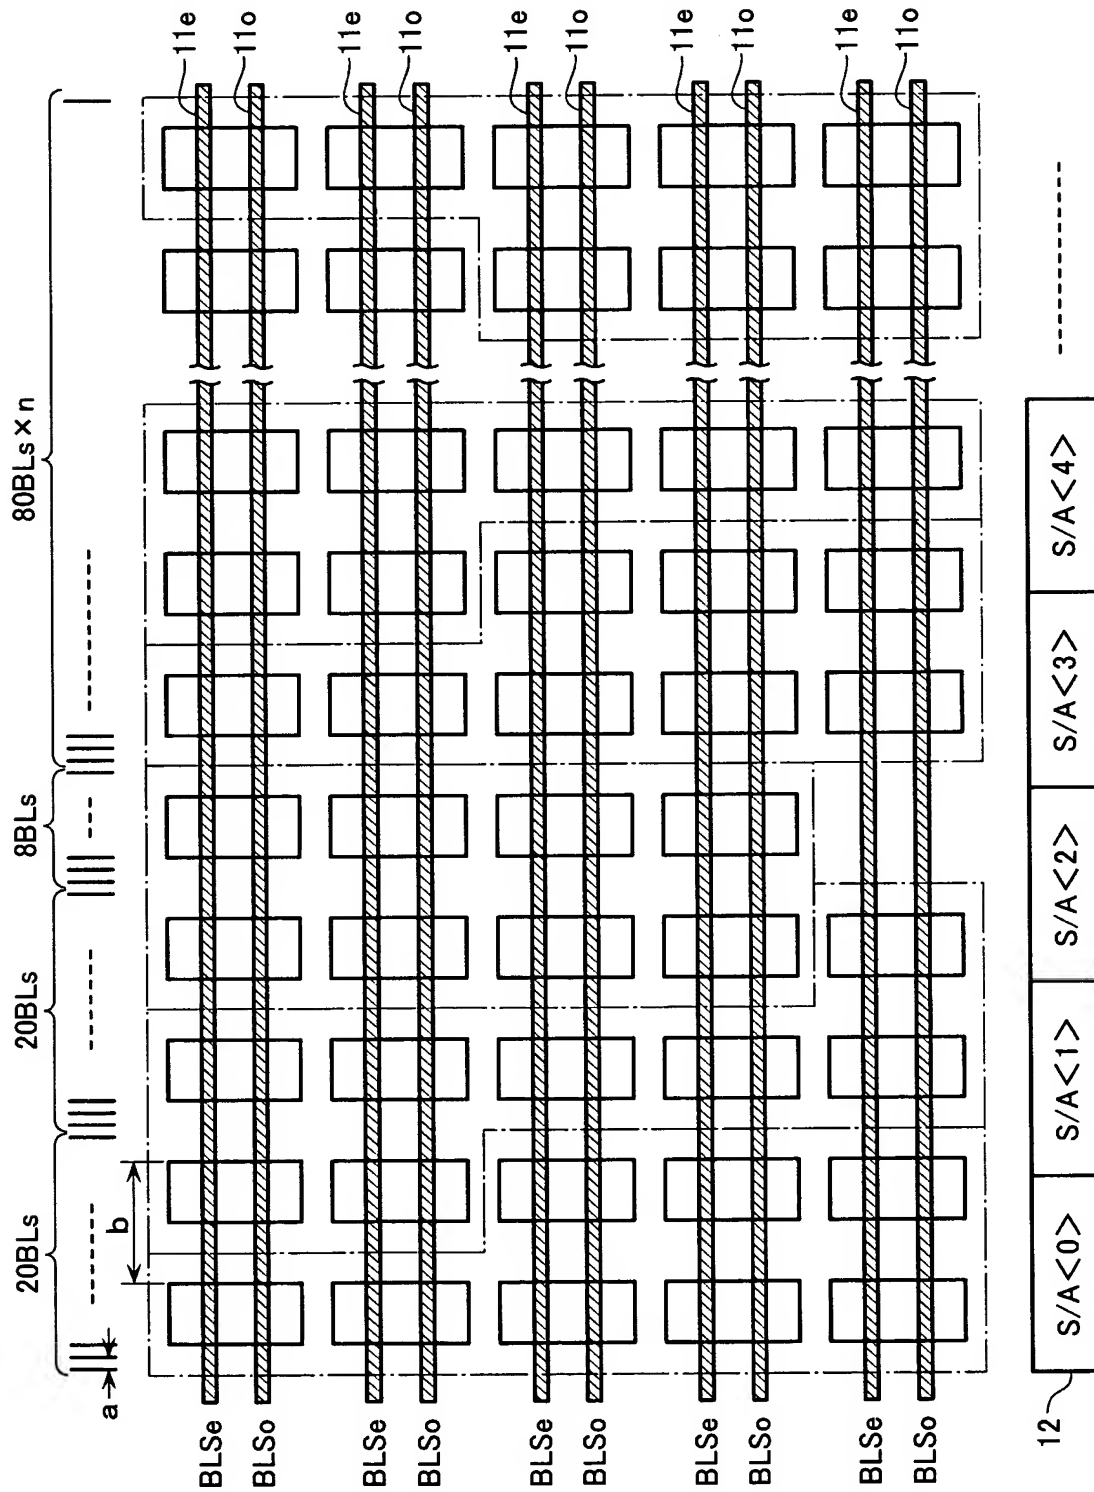 20BLs
20BLs
8BLs
80BLs×n
a
b
BLSe
BLSo
BLSe
BLSo
BLSe
BLSo
BLSe
BLSo
BLSe
BLSo
11e
11o
11e
11o
11e
11o
11e
11o
11e
11o
12
S/A<0>
S/A<1>
S/A<2>
S/A<3>
S/A<4>